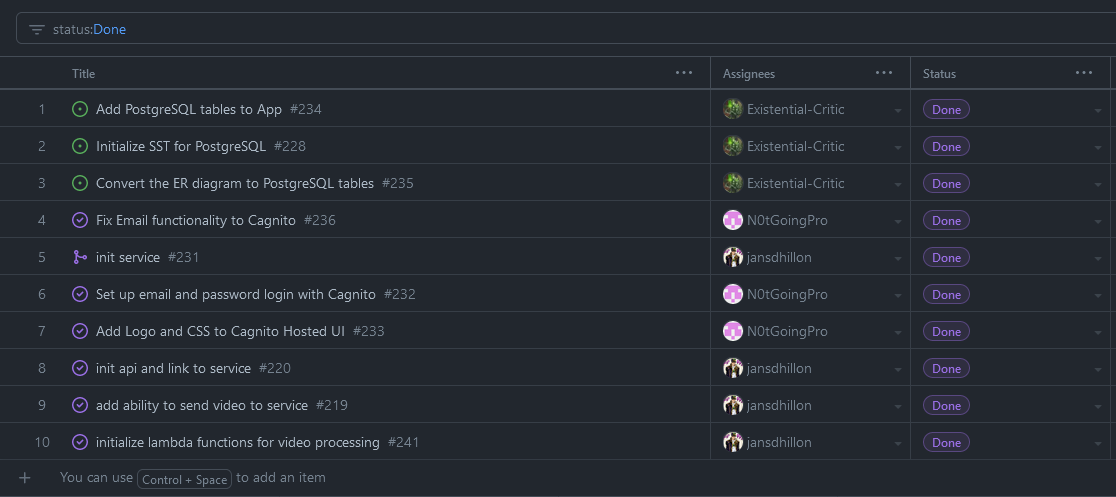 status:Done
Title Assignees Status
1 Add PostgreSQL tables to App #234 Existential-Critic Done
2 Initialize SST for PostgreSQL #228 Existential-Critic Done
3 Convert the ER diagram to PostgreSQL tables #235 Existential-Critic Done
4 Fix Email functionality to Cagnito #236 N0tGoingPro Done
5 init service #231 jansdhillon Done
6 Set up email and password login with Cagnito #232 N0tGoingPro Done
7 Add Logo and CSS to Cagnito Hosted UI #233 N0tGoingPro Done
8 init api and link to service #220 jansdhillon Done
9 add ability to send video to service #219 jansdhillon Done
10 initialize lambda functions for video processing #241 jansdhillon Done
You can use Control + Space to add an item